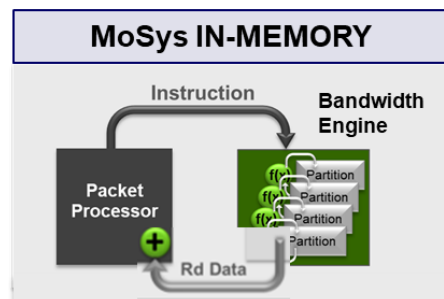 MoSys IN-MEMORY
Instruction
Bandwidth
Engine
Packet
Processor
+
f(x)
Partition
f(x)
Partition
f(x)
Partition
Partition
Rd Data